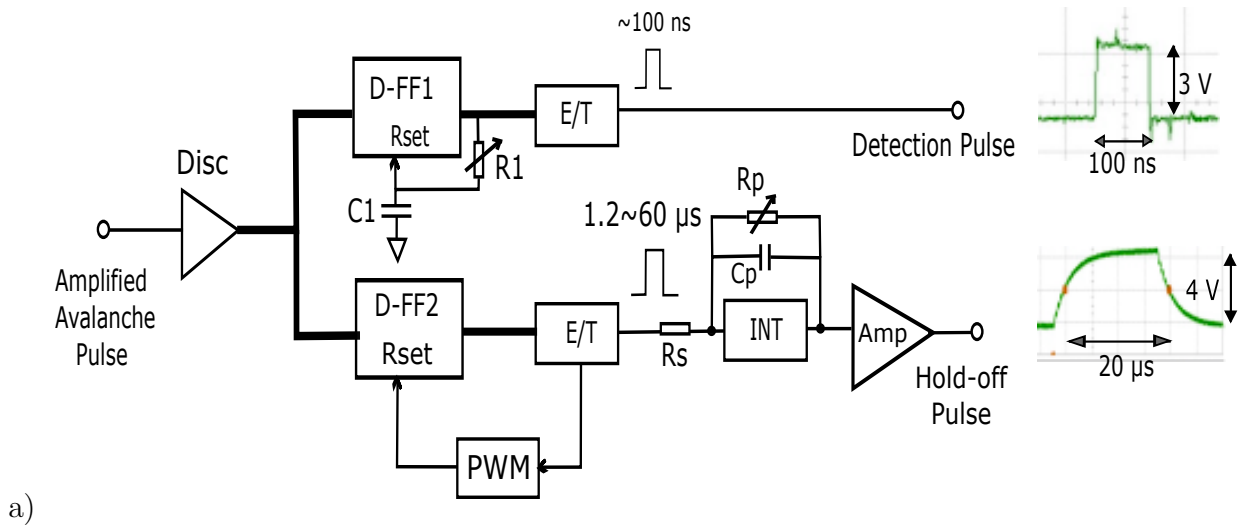 ~100 ns
D-FF1
Rset
E/T
R1
C1
Disc
Amplified
Avalanche
Pulse
Detection Pulse
3 V
100 ns
1.2~60 μs
Rp
Cp
D-FF2
Rset
E/T
Rs
INT
Amp
Hold-off
Pulse
PWM
4 V
20 μs
a)